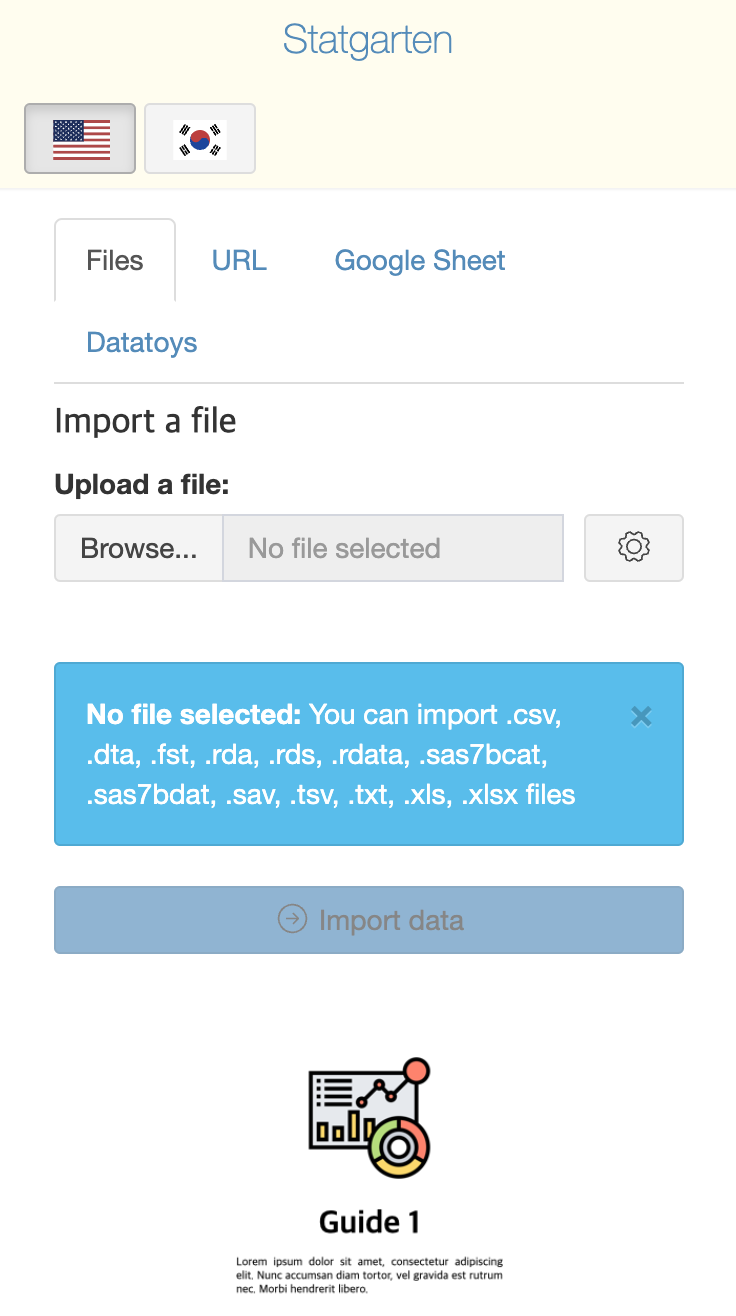 Statgarten
Files
URL
Google Sheet
Datatoys
Import a file
Upload a file:
Browse...
No file selected
No file selected: You can import .csv,
.dta, .fst, .rda, .rds, .rdata, .sas7bcat,
.sas7bdat, .sav, .tsv, .txt, .xls, .xlsx files
Import data
Guide 1
Lorem ipsum dolor sit amet, consectetur adipiscing
elit. Nunc accumsan diam tortor, vel gravida est rutrum
nec. Morbi hendrerit libero.